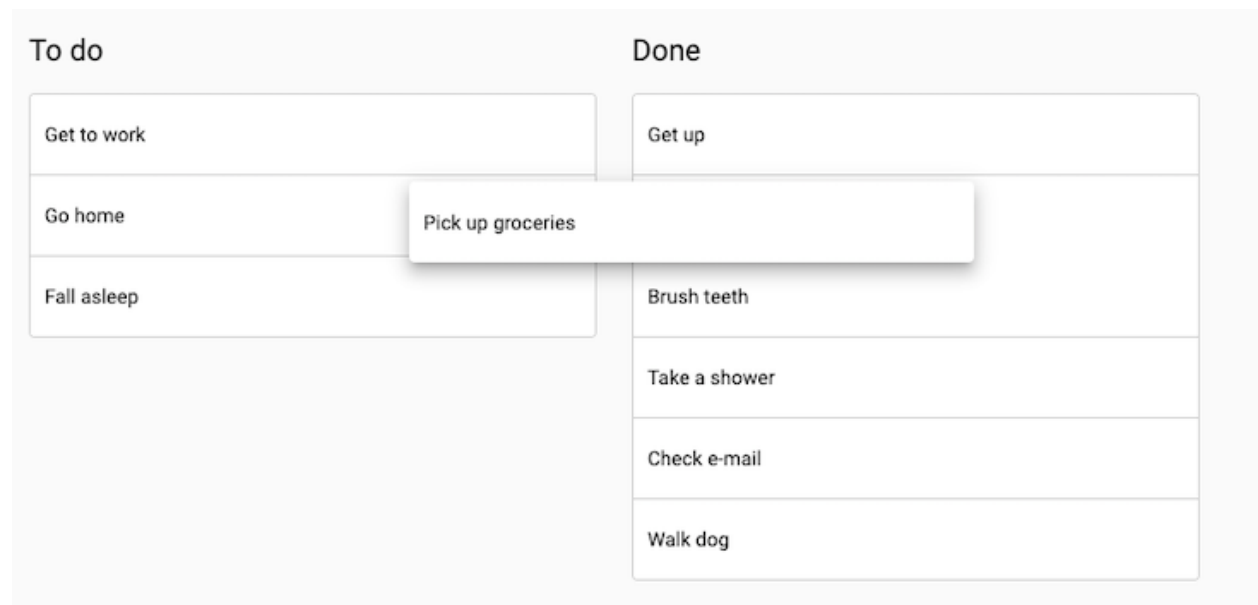 To do
Get to work
Go home
Fall asleep
Pick up groceries
Done
Get up
Brush teeth
Take a shower
Check e-mail
Walk dog